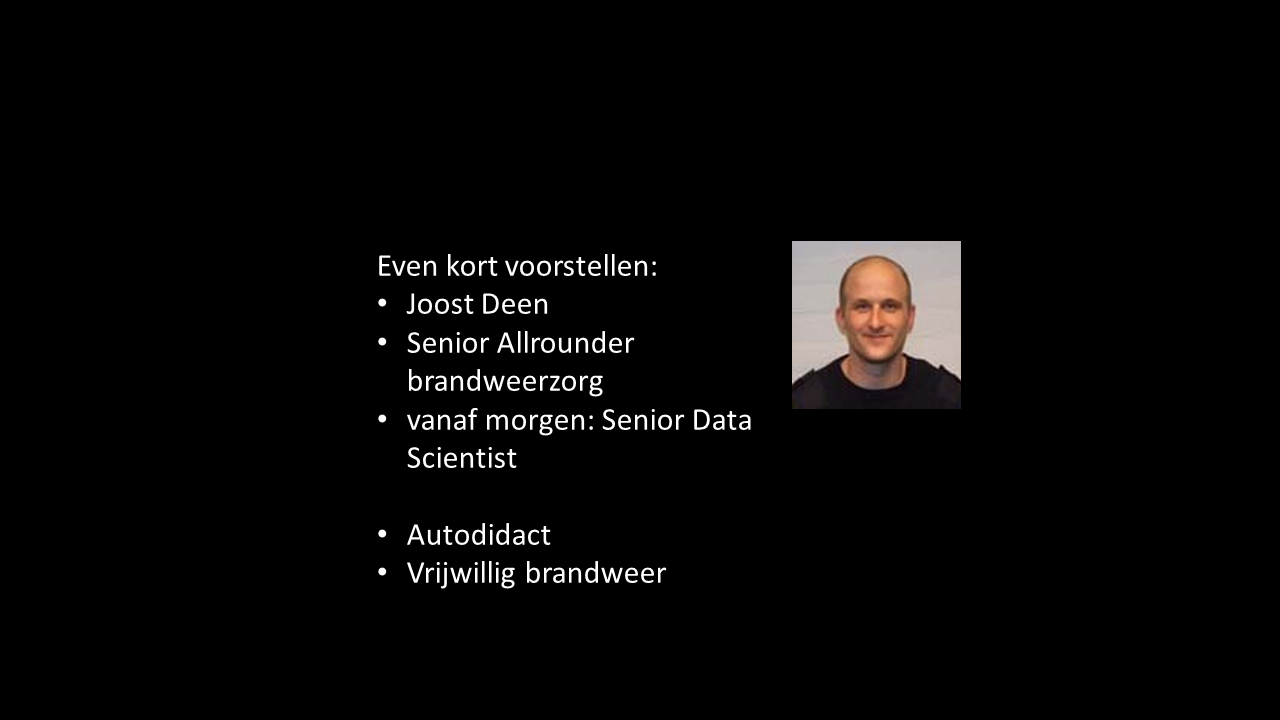 Even kort voorstellen:
• Joost Deen
• Senior Allrounder
brandweerzorg
• vanaf morgen: Senior Data
Scientist
• Autodidact
• Vrijwillig brandweer